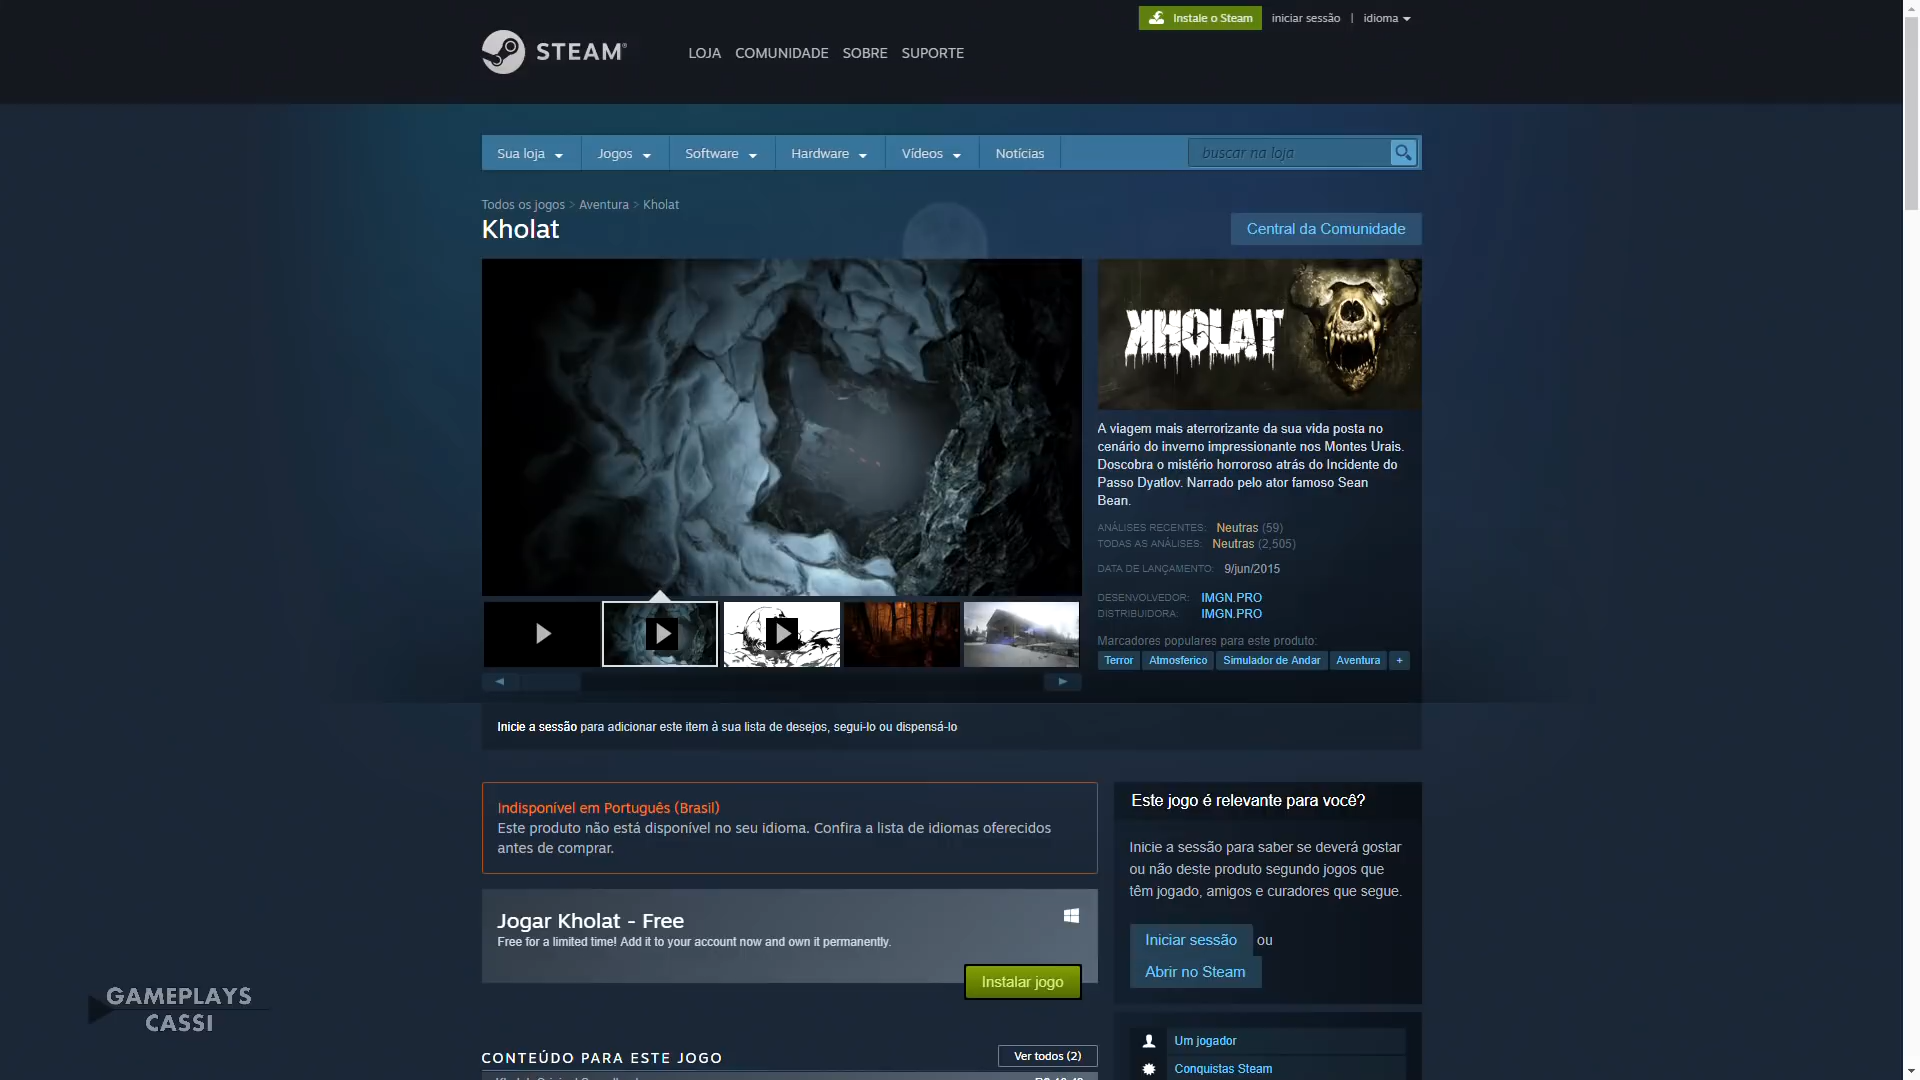 Instale o Steam
iniciar sessão | idioma
STEAM®
LOJA COMUNIDADE SOBRE SUPORTE
Sua loja Jogos Software Hardware Vídeos Notícias
buscar na loja
Todos os jogos > Aventura > Kholat
Kholat
Central da Comunidade
KHOLAT
A viagem mais aterrorizante da sua vida posta no
cenário do inverno impressionante nos Montes Urais.
Doscobra o mistério horroroso atrás do Incidente do
Passo Dyatlov. Narrado pelo ator famoso Sean
Bean.
ANÁLISES RECENTES: Neutras (59)
TODAS AS ANÁLISES: Neutras (2,505)
DATA DE LANÇAMENTO: 9/jun/2015
DESENVOLVEDOR: IMGN.PRO
DISTRIBUIDORA: IMGN.PRO
Marcadores populares para este produto:
Terror Atmosferico Simulador de Andar Aventura +
Inicie a sessão para adicionar este item à sua lista de desejos, segui-lo ou dispensá-lo
Indisponível em Português (Brasil)
Este produto não está disponível no seu idioma. Confira a lista de idiomas oferecidos
antes de comprar.
Jogar Kholat - Free
Free for a limited time! Add it to your account now and own it permanently.
Instalar jogo
Este jogo é relevante para você?
Inicie a sessão para saber se deverá gostar
ou não deste produto segundo jogos que
têm jogado, amigos e curadores que segue.
Iniciar sessão ou
Abrir no Steam
Um jogador
Conquistas Steam
CONTEÚDO PARA ESTE JOGO
Ver todos (2)
GAMEPLAYS
CASSI